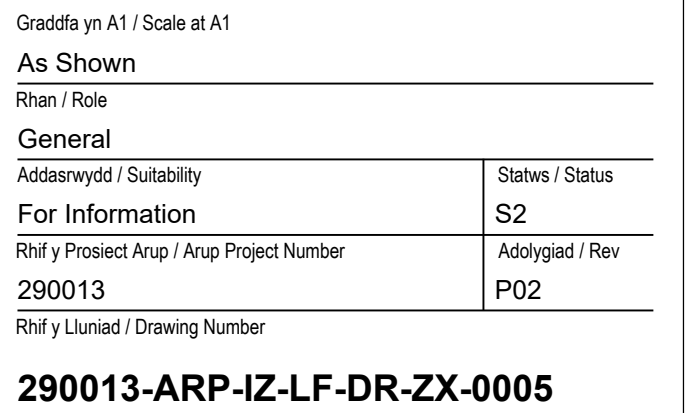 Graddfa yn A1 / Scale at A1
As Shown
Rhan / Role
General
Addasrwydd / Suitability Statws / Status
For Information S2
Rhif y Prosiect Arup / Arup Project Number Adolygiad / Rev
290013 P02
Rhif y Lluniad / Drawing Number
290013-ARP-IZ-LF-DR-ZX-0005